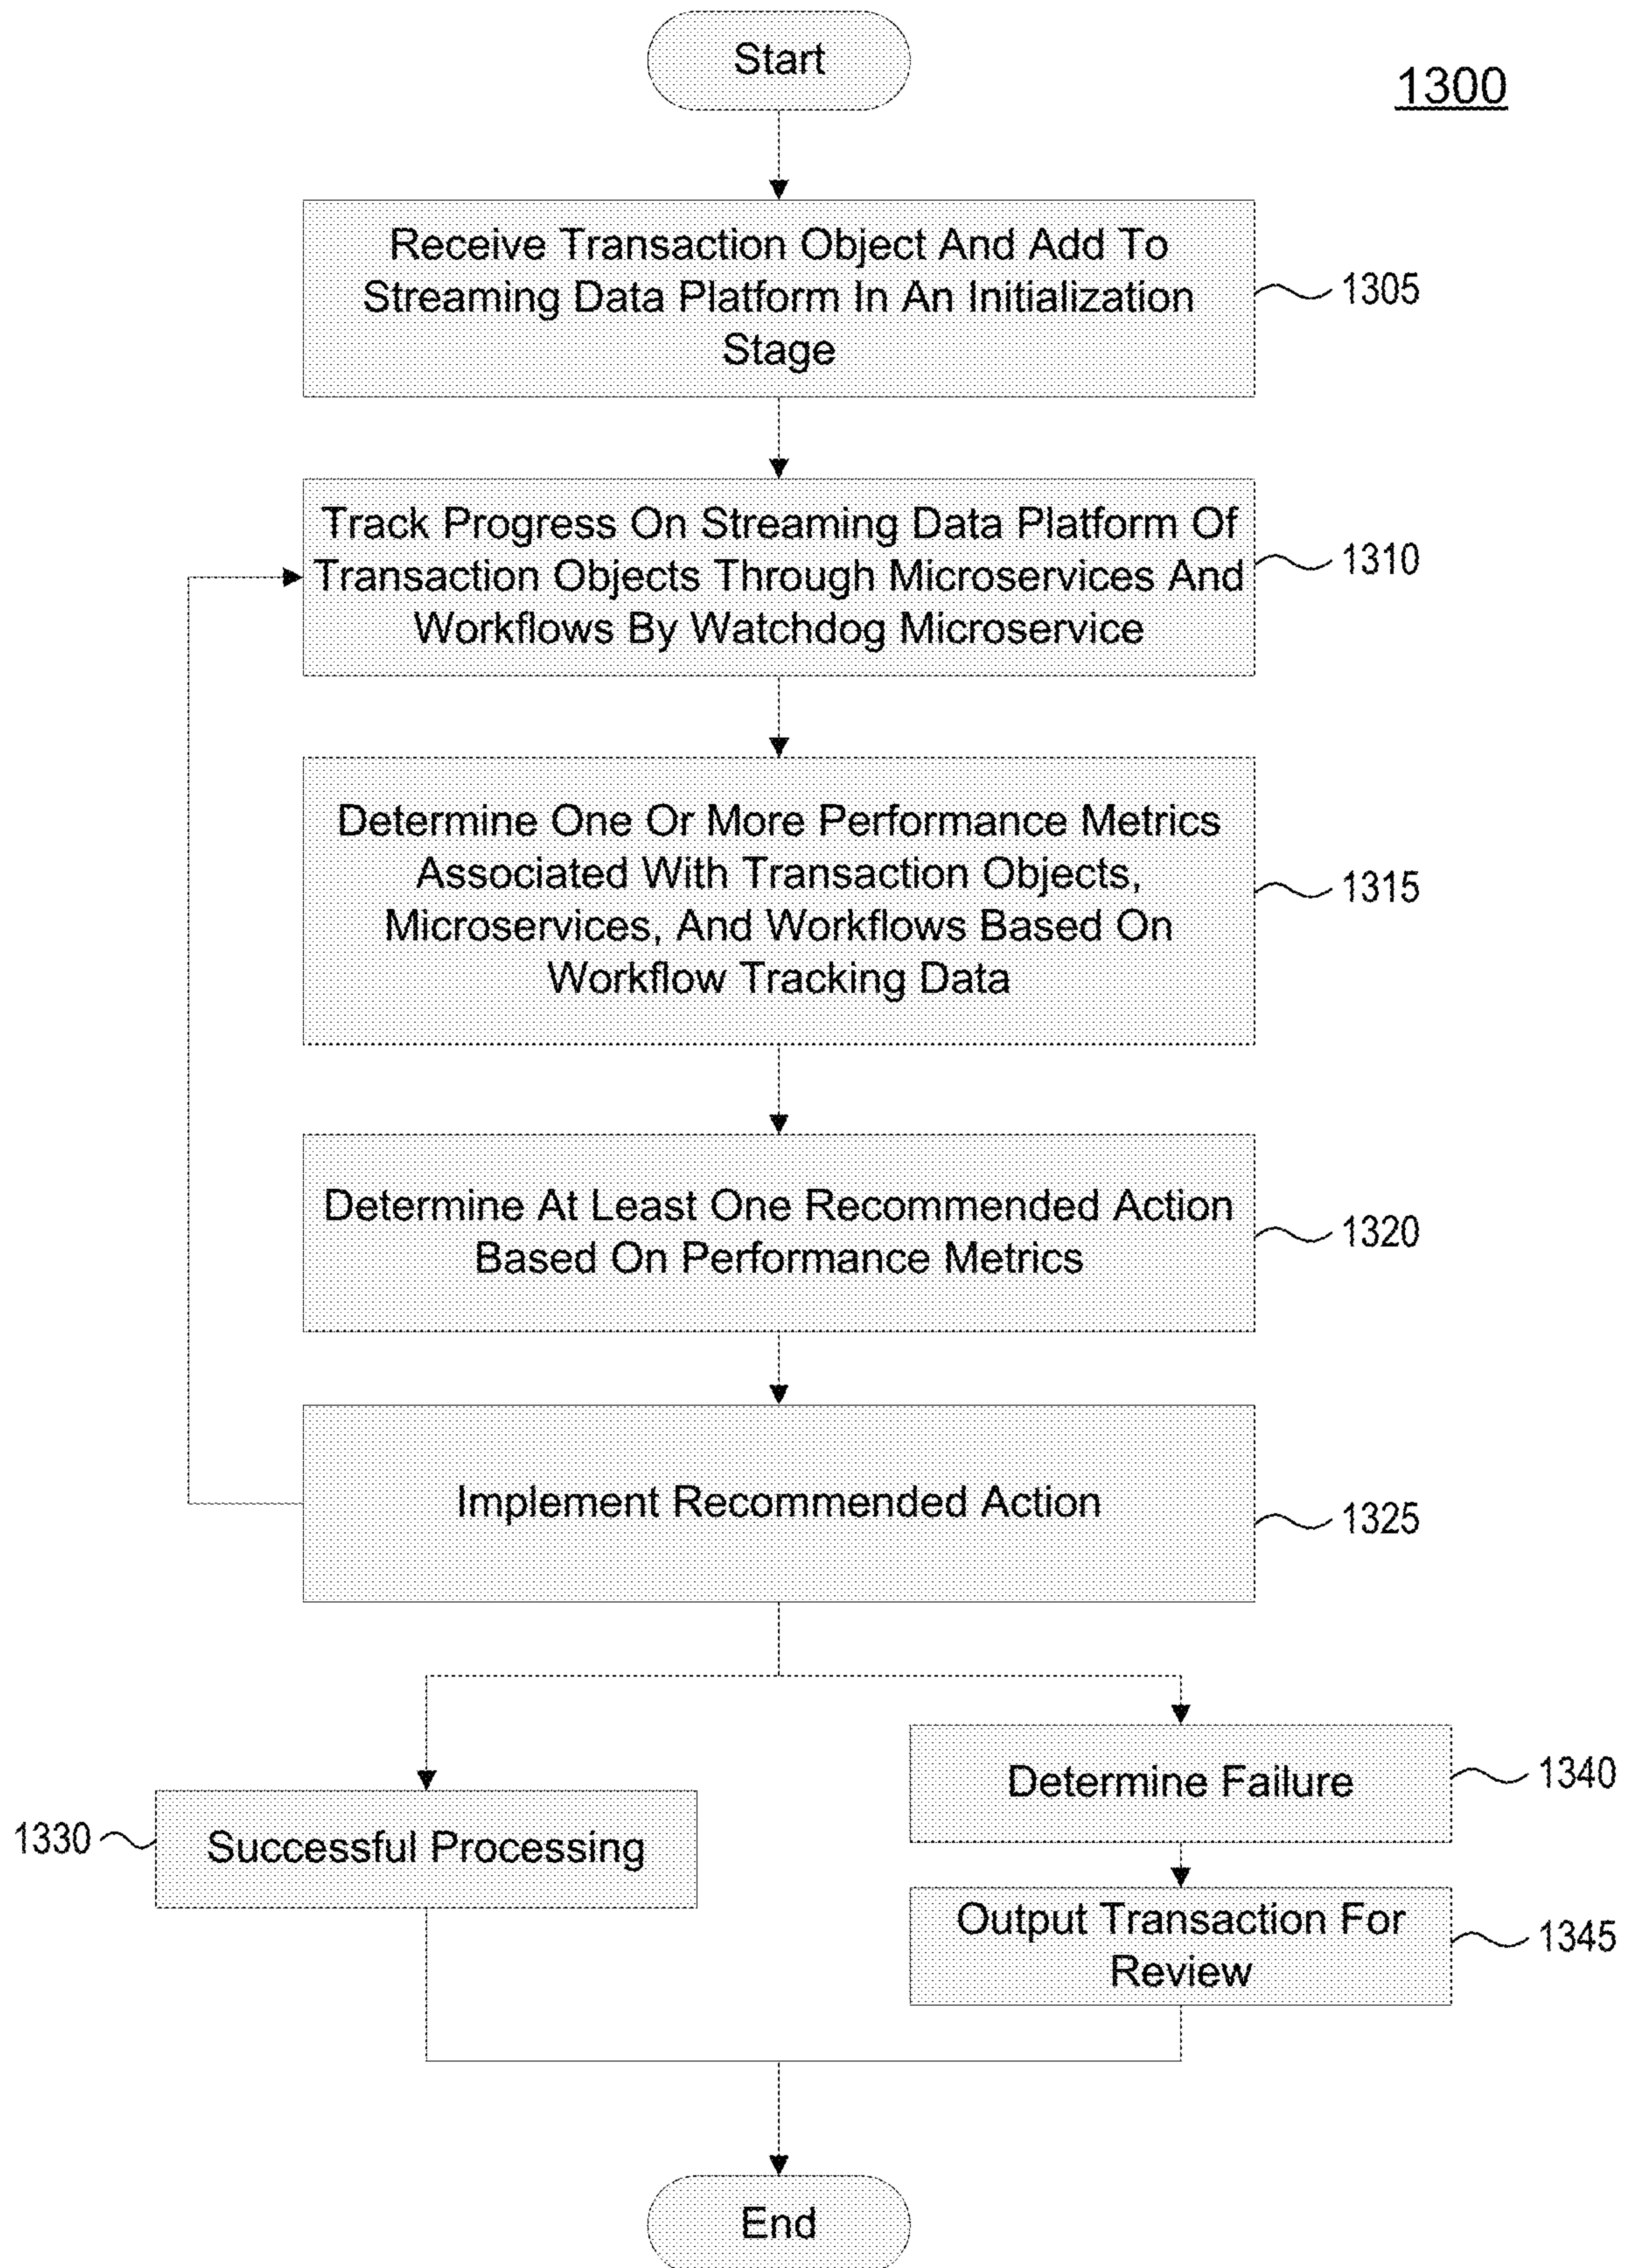 Start
1300
Receive Transaction Object And Add To
Streaming Data Platform In An Initialization
Stage
1305
Track Progress On Streaming Data Platform Of
Transaction Objects Through Microservices And
Workflows By Watchdog Microservice
1310
Determine One Or More Performance Metrics
Associated With Transaction Objects,
Microservices, And Workflows Based On
Workflow Tracking Data
1315
Determine At Least One Recommended Action
Based On Performance Metrics
1320
Implement Recommended Action
1325
Determine Failure
1340
1330
Successful Processing
Output Transaction For
Review
1345
End